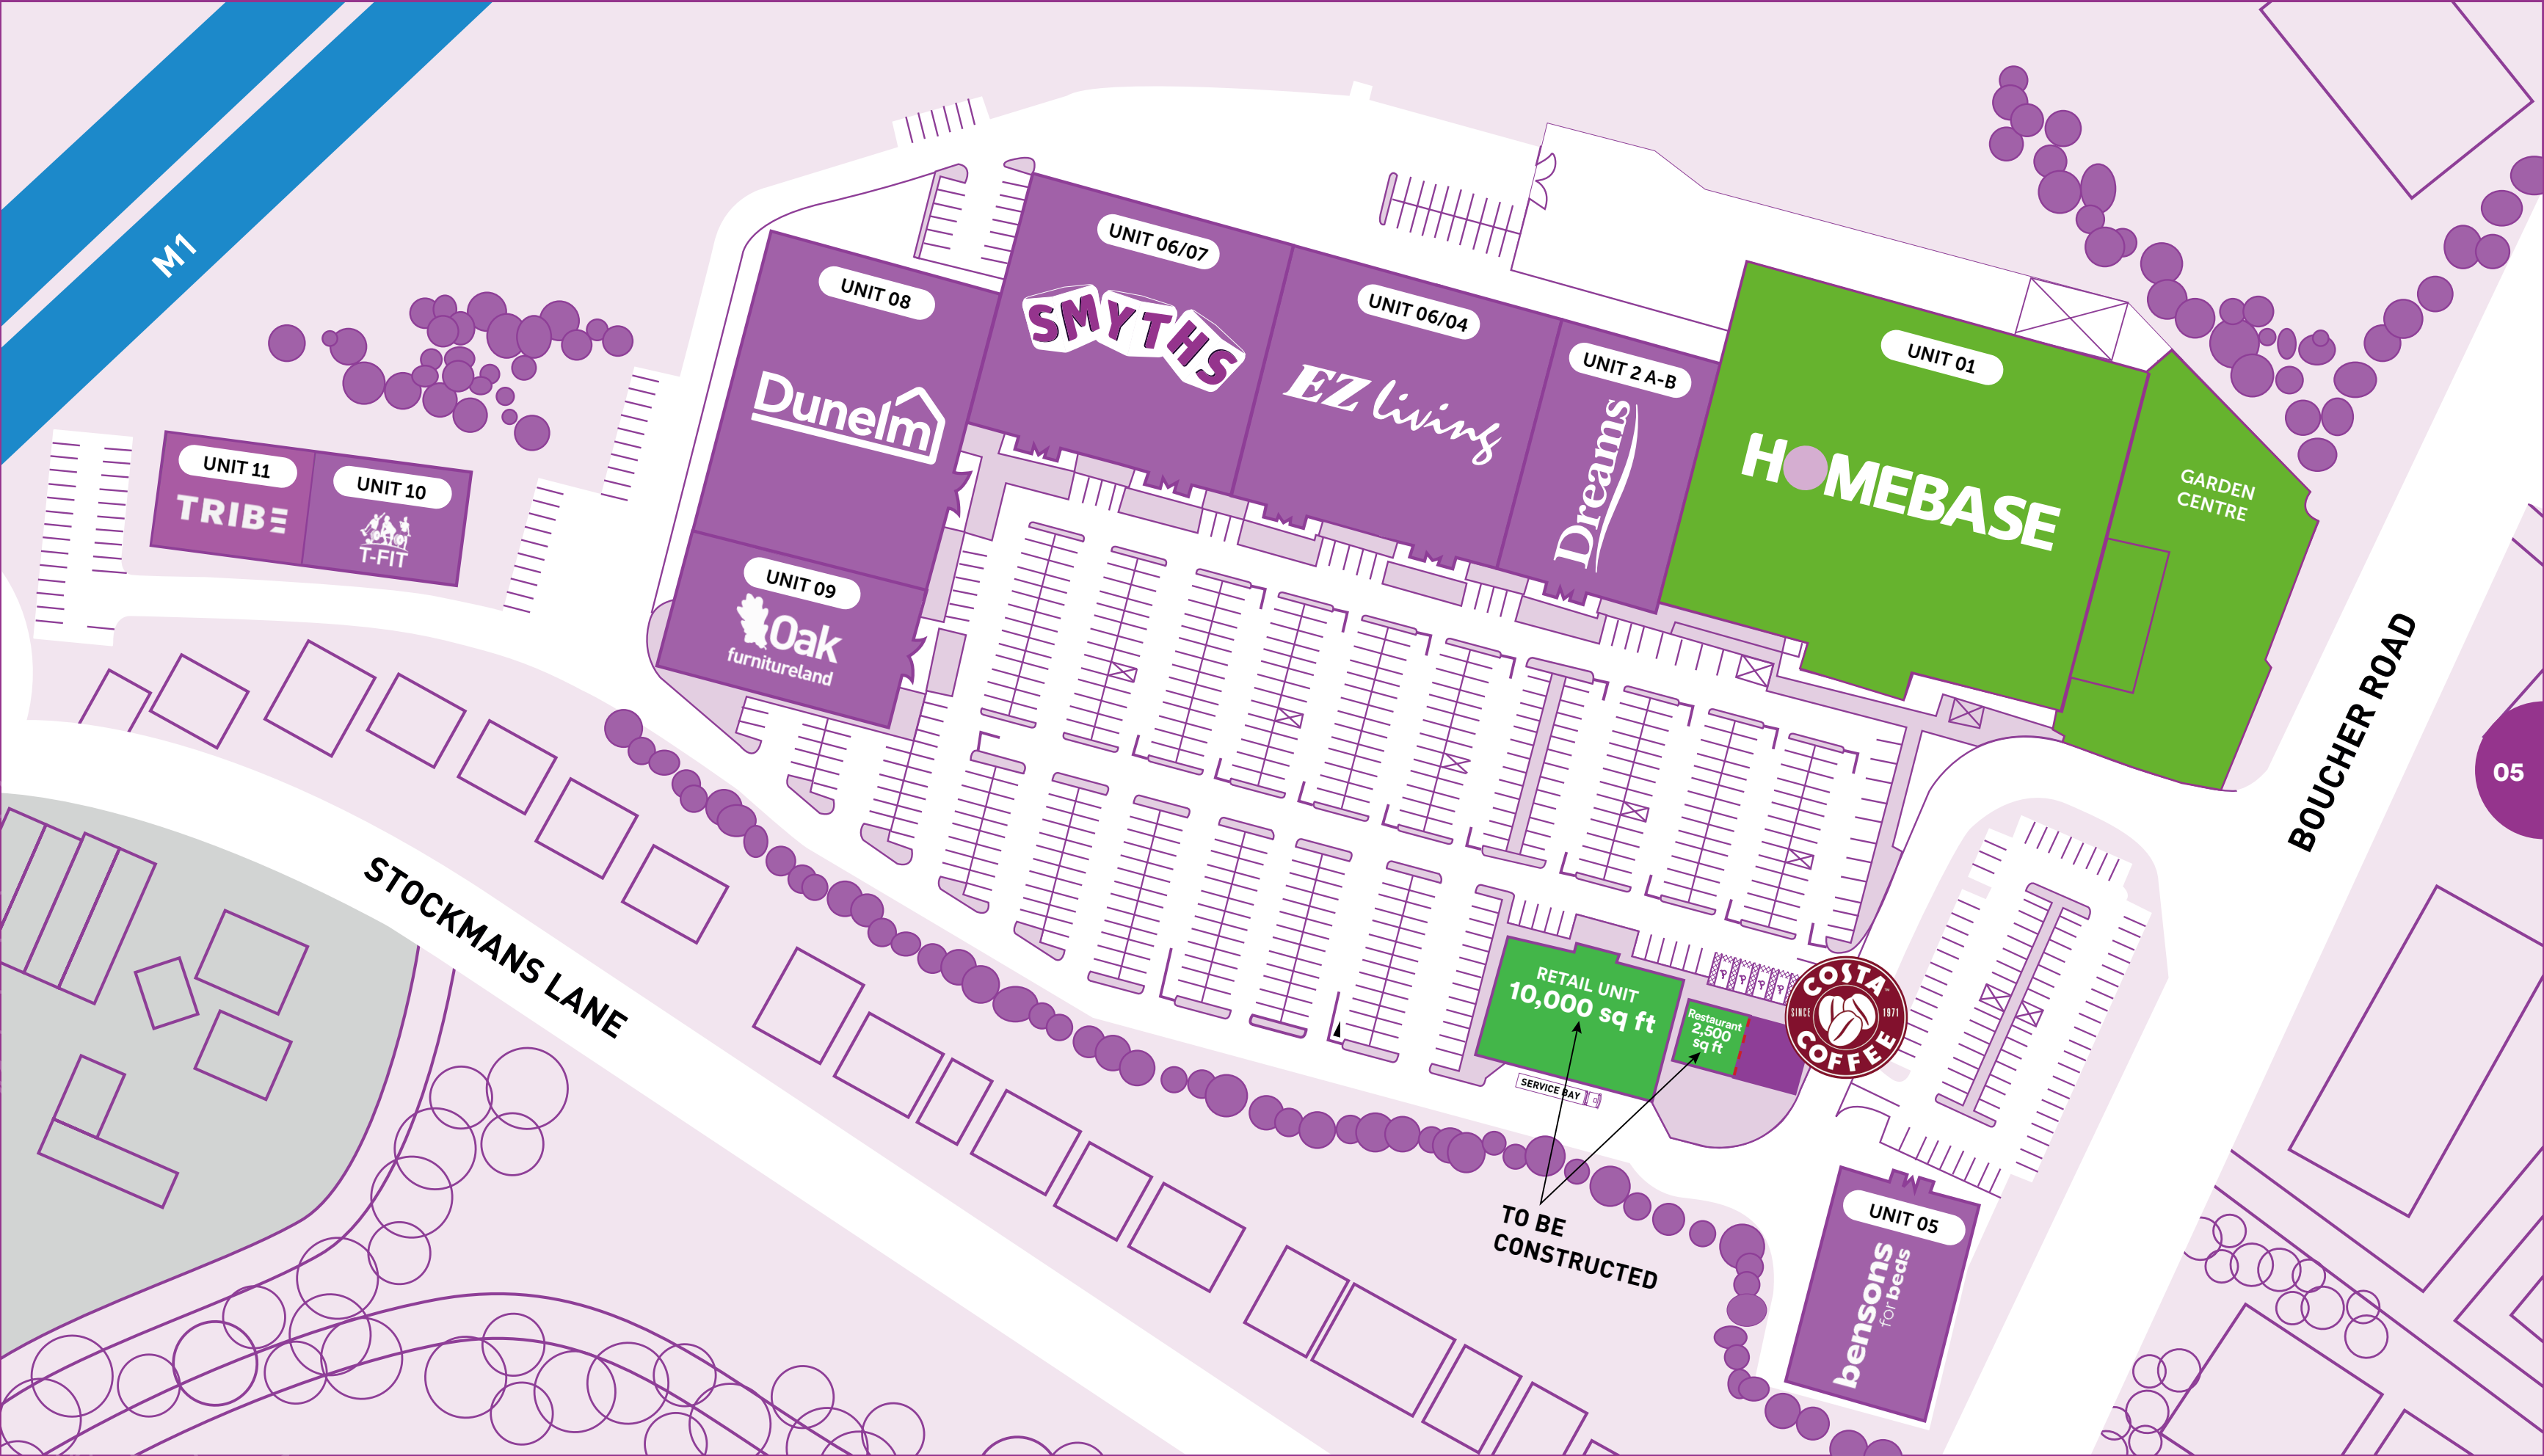 M1
UNIT 06/07
SMYTHS
UNIT 08
Dunelm
UNIT 06/04
EZ living
UNIT 2 A-B
Dreams
UNIT 01
HOMEBASE
GARDEN
CENTRE
UNIT 11
TRIBE
UNIT 10
T-FIT
UNIT 09
Oak
furnitureland
BOUCHER ROAD
05
STOCKMANS LANE
RETAIL UNIT
10,000 sq ft
Restaurant
2,500
sq ft
P P P P
COSTA
SINCE 1971
COFFEE
SERVICE BAY
TO BE
CONSTRUCTED
UNIT 05
bensons
for beds